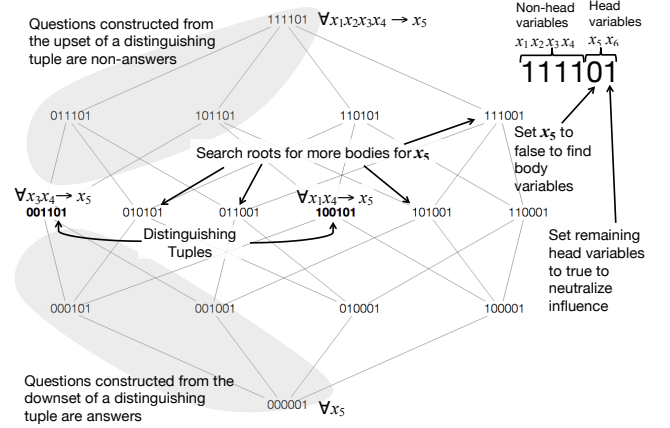 Questions constructed from
the upset of a distinguishing
tuple are non-answers
111101 ∀x₁x₂x₃x₄ → x₅
Non-head
variables
Head
variables
x₁ x₂ x₃ x₄ x₅ x₆
111101
011101 101101 110101 111001
Search roots for more bodies for x₅
Set x₅ to
false to find
body
variables
∀x₃x₄→ x₅ ∀x₁x₄→ x₅
001101 010101 011001 100101 101001 110001
Distinguishing
Tuples
Set remaining
head variables
to true to
neutralize
influence
000101 001001 010001 100001
Questions constructed from the
downset of a distinguishing
tuple are answers
000001 ∀x₅